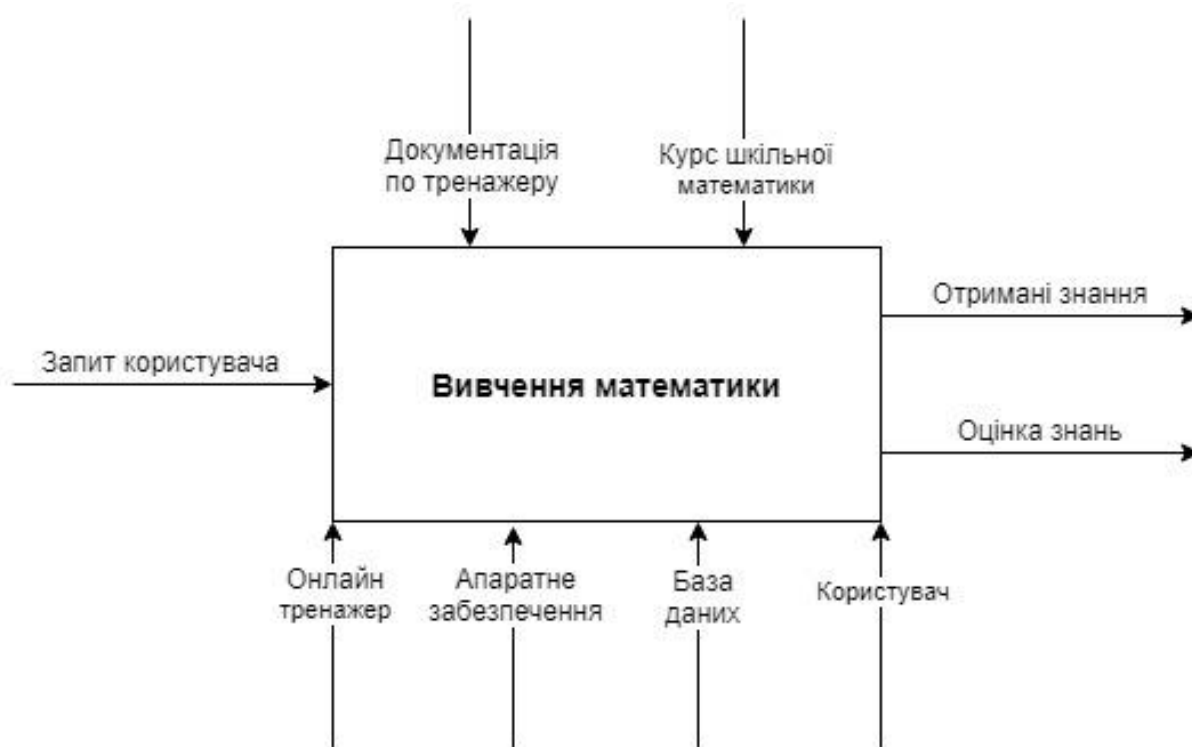 Документація
по тренажеру
Курс шкільної
математики
Отримані знання
Запит користувача
Вивчення математики
Оцінка знань
Онлайн
тренажер
Апаратне
забезпечення
База
даних
Користувач